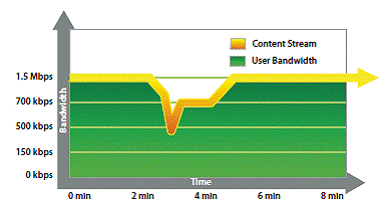 Content Stream
User Bandwidth
Bandwidth
1.5 Mbps
700 kbps
500 kbps
150 kbps
0 kbps
Time
0 min 2 min 4 min 6 min 8 min